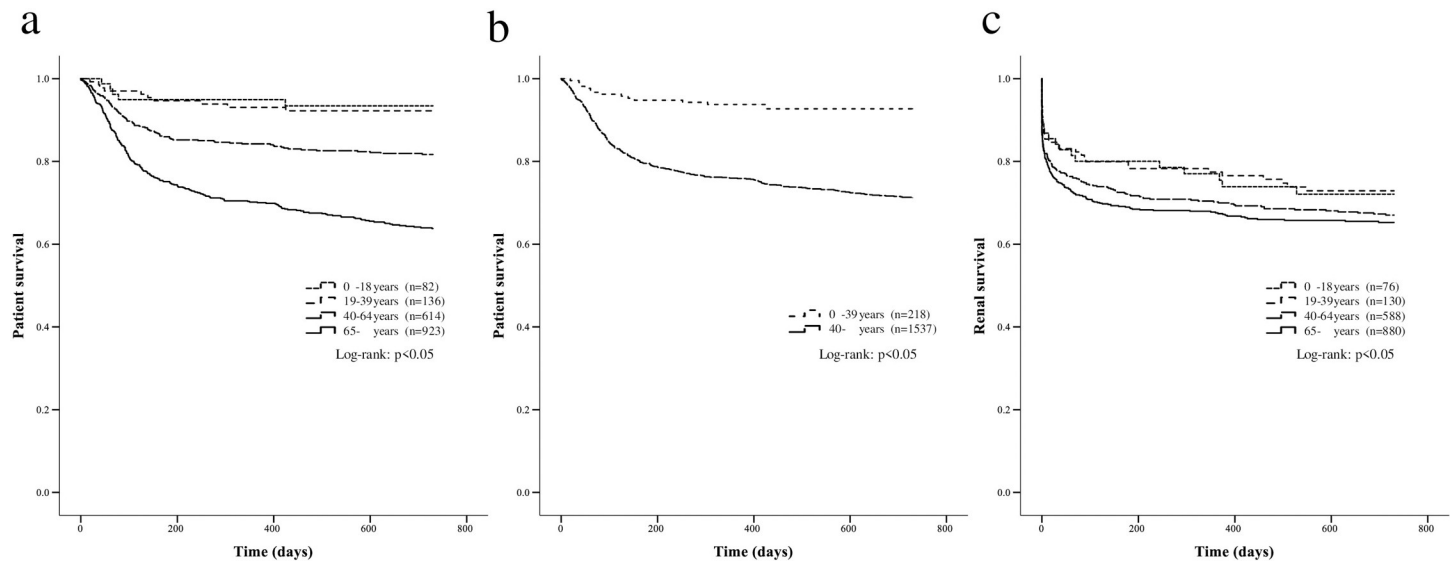 a
1.0
0.8
0.6
0.4
0.2
0.0
Patient survival
0 -18 years (n=82)
19-39 years (n=136)
40-64 years (n=614)
65- years (n=923)
Log-rank: p<0.05
0 200 400 600 800
Time (days)
b
1.0
0.8
0.6
0.4
0.2
0.0
Patient survival
0 -39 years (n=218)
40- years (n=1537)
Log-rank: p<0.05
0 200 400 600 800
Time (days)
c
1.0
0.8
0.6
0.4
0.2
0.0
Renal survival
0 -18 years (n=76)
19-39 years (n=130)
40-64 years (n=588)
65- years (n=880)
Log-rank: p<0.05
0 200 400 600 800
Time (days)